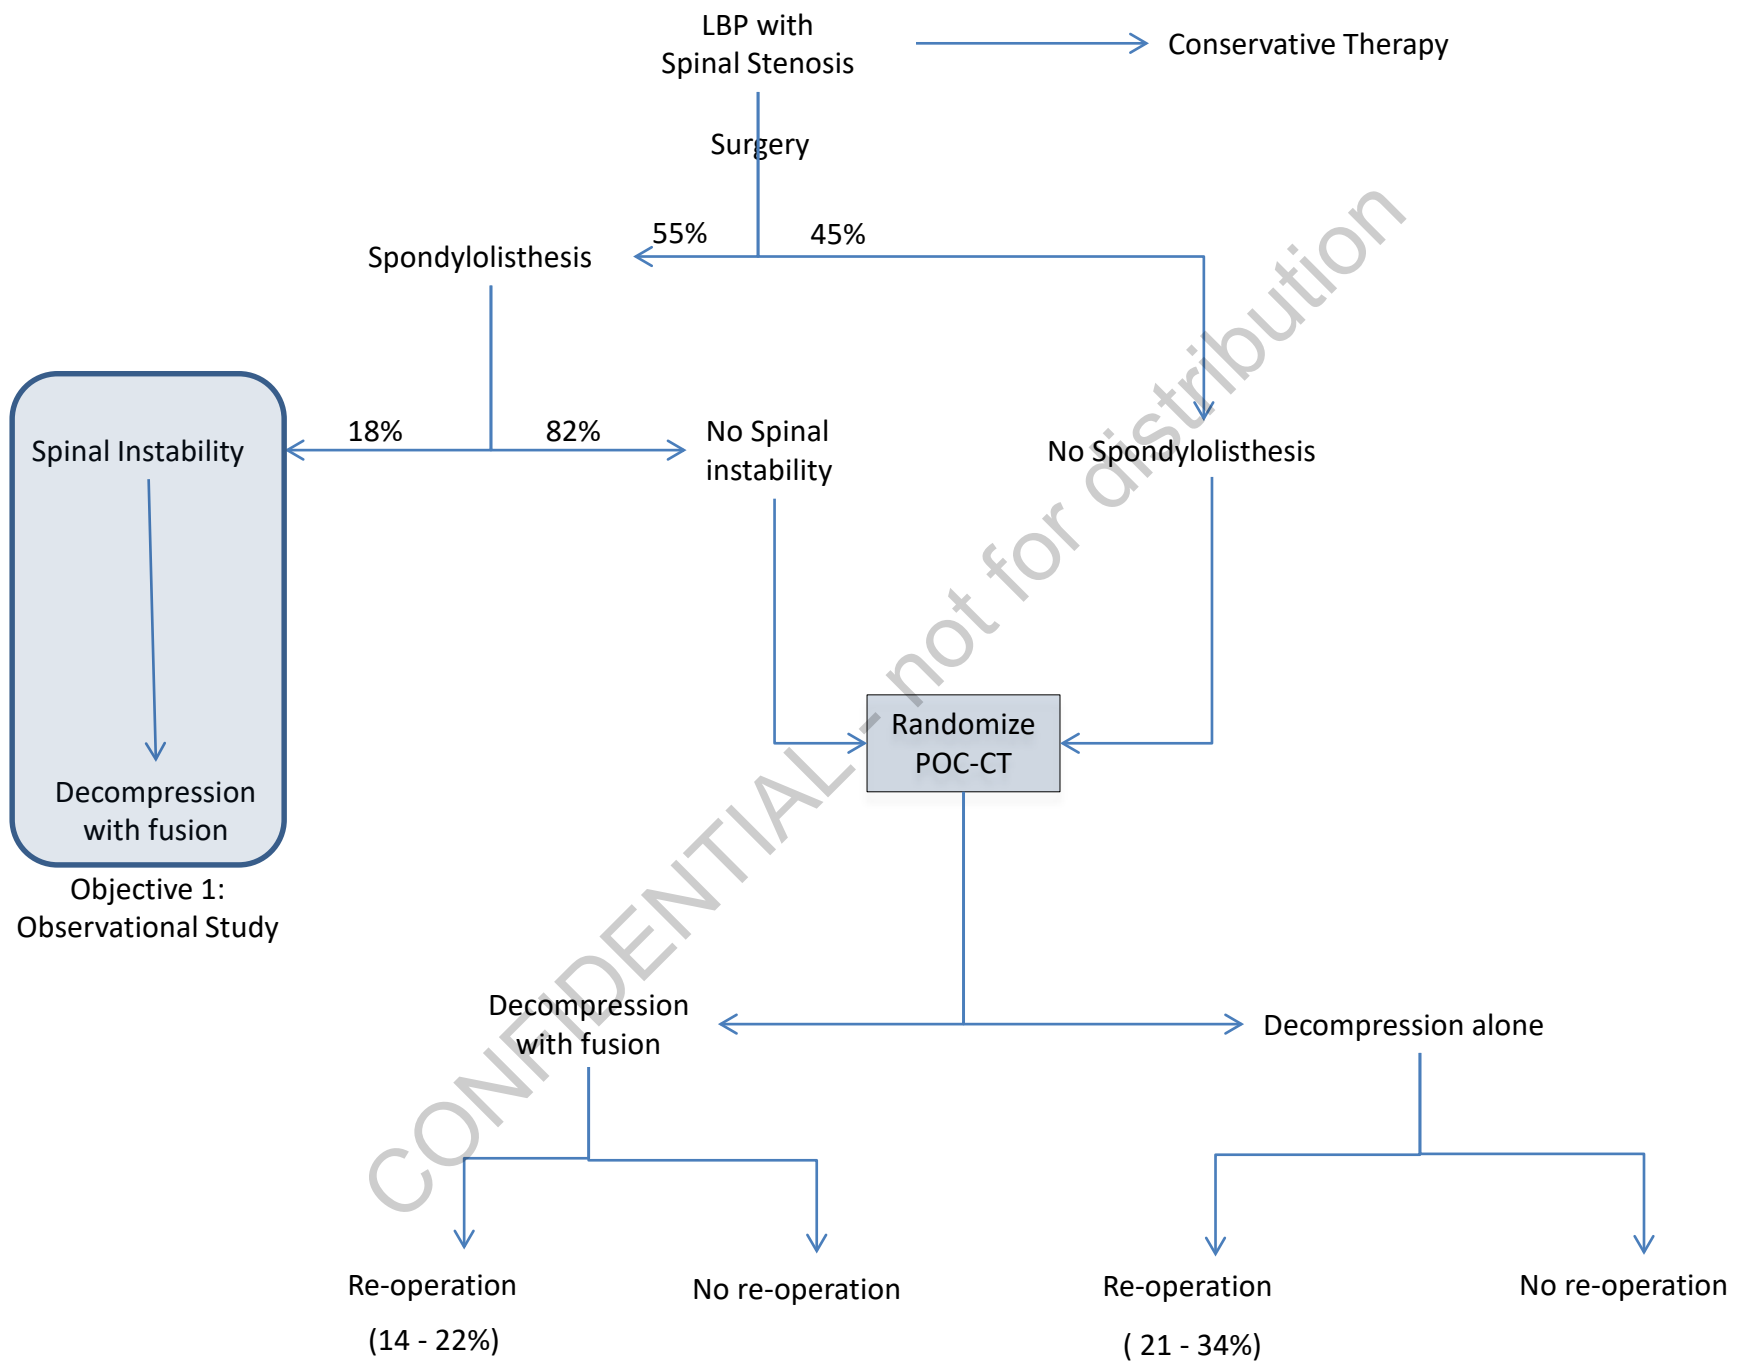 LBP with
Spinal Stenosis
Conservative Therapy
Surgery
55%
45%
Spondylolisthesis
18%
82%
Spinal Instability
No Spinal
instability
No Spondylolisthesis
Randomize
POC-CT
Decompression
with fusion
Objective 1:
Observational Study
Decompression
with fusion
Decompression alone
Re-operation
(14 - 22%)
No re-operation
Re-operation
( 21 - 34%)
No re-operation
CONFIDENTIAL - not for distribution